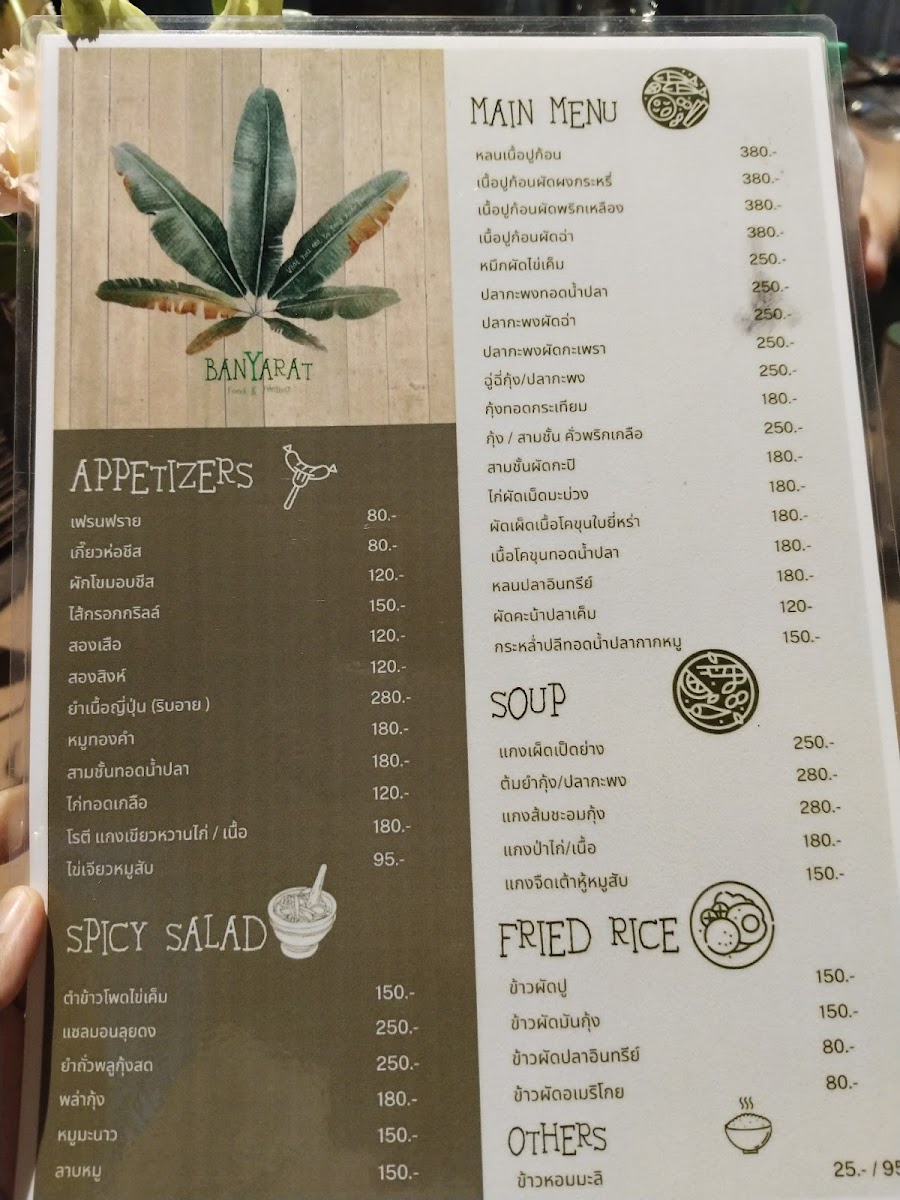 BANYARAT
APPETIZERS
เฟรนฟราย 80.-
เกี๊ยวห่อชีส 80.-
ผักโขมอบชีส 120.-
ไส้กรอกกริลล์ 150.-
สองเสือ 120.-
สองสิงห์ 120.-
ยำเนื้อญี่ปุ่น (ริบอาย ) 280.-
หมูทองคำ 180.-
สามชั้นทอดน้ำปลา 180.-
ไก่ทอดเกลือ 120.-
โรตี แกงเขียวหวานไก่ / เนื้อ 180.-
ไข่เจียวหมูสับ 95.-
SPICY SALAD
ตำข้าวโพดไข่เค็ม 150.-
แซลมอนลุยดง 250.-
ยำถั่วพลูกุ้งสด 250.-
พล่ากุ้ง 180.-
หมูมะนาว 150.-
ลาบหมู 150.-
MAIN MENU
หลนเนื้อปูก้อน 380.-
เนื้อปูก้อนผัดผงกระหรี่ 380.-
เนื้อปูก้อนผัดพริกเหลือง 380.-
เนื้อปูก้อนผัดฉ่า 380.-
หมึกผัดไข่เค็ม 250.-
ปลากะพงทอดน้ำปลา 250.-
ปลากะพงผัดฉ่า 250.-
ปลากะพงผัดกะเพรา 250.-
ฉู่ฉี่กุ้ง/ปลากะพง 250.-
กุ้งทอดกระเทียม 180.-
กุ้ง / สามชั้น คั่วพริกเกลือ 250.-
สามชั้นผัดกะปิ 180.-
ไก่ผัดเม็ดมะม่วง 180.-
ผัดเผ็ดเนื้อโคขุนใบยี่หร่า 180.-
เนื้อโคขุนทอดน้ำปลา 180.-
หลนปลาอินทรีย์ 180.-
ผัดคะน้าปลาเค็ม 120-
กระหล่ำปลีทอดน้ำปลากากหมู 150.-
SOUP
แกงเผ็ดเป็ดย่าง 250.-
ต้มยำกุ้ง/ปลากะพง 280.-
แกงส้มชะอมกุ้ง 280.-
แกงป่าไก่/เนื้อ 180.-
แกงจืดเต้าหู้หมูสับ 150.-
FRIED RICE
ข้าวผัดปู 150.-
ข้าวผัดมันกุ้ง 150.-
ข้าวผัดปลาอินทรีย์ 80.-
ข้าวผัดอเมริโกย 80.-
OTHERS
ข้าวหอมมะลิ 25.- / 95